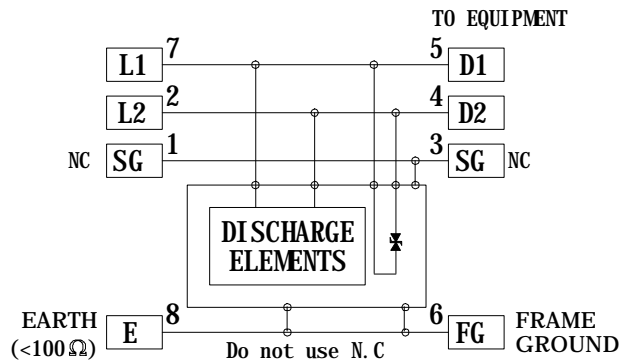 TO EQUIPMENT
L1 7 5 D1
L2 2 4 D2
NC SG 1 3 SG NC
DISCHARGE
ELEMENTS
EARTH
(<100Ω)
E 8 6 FG
FRAME
GROUND
Do not use N.C